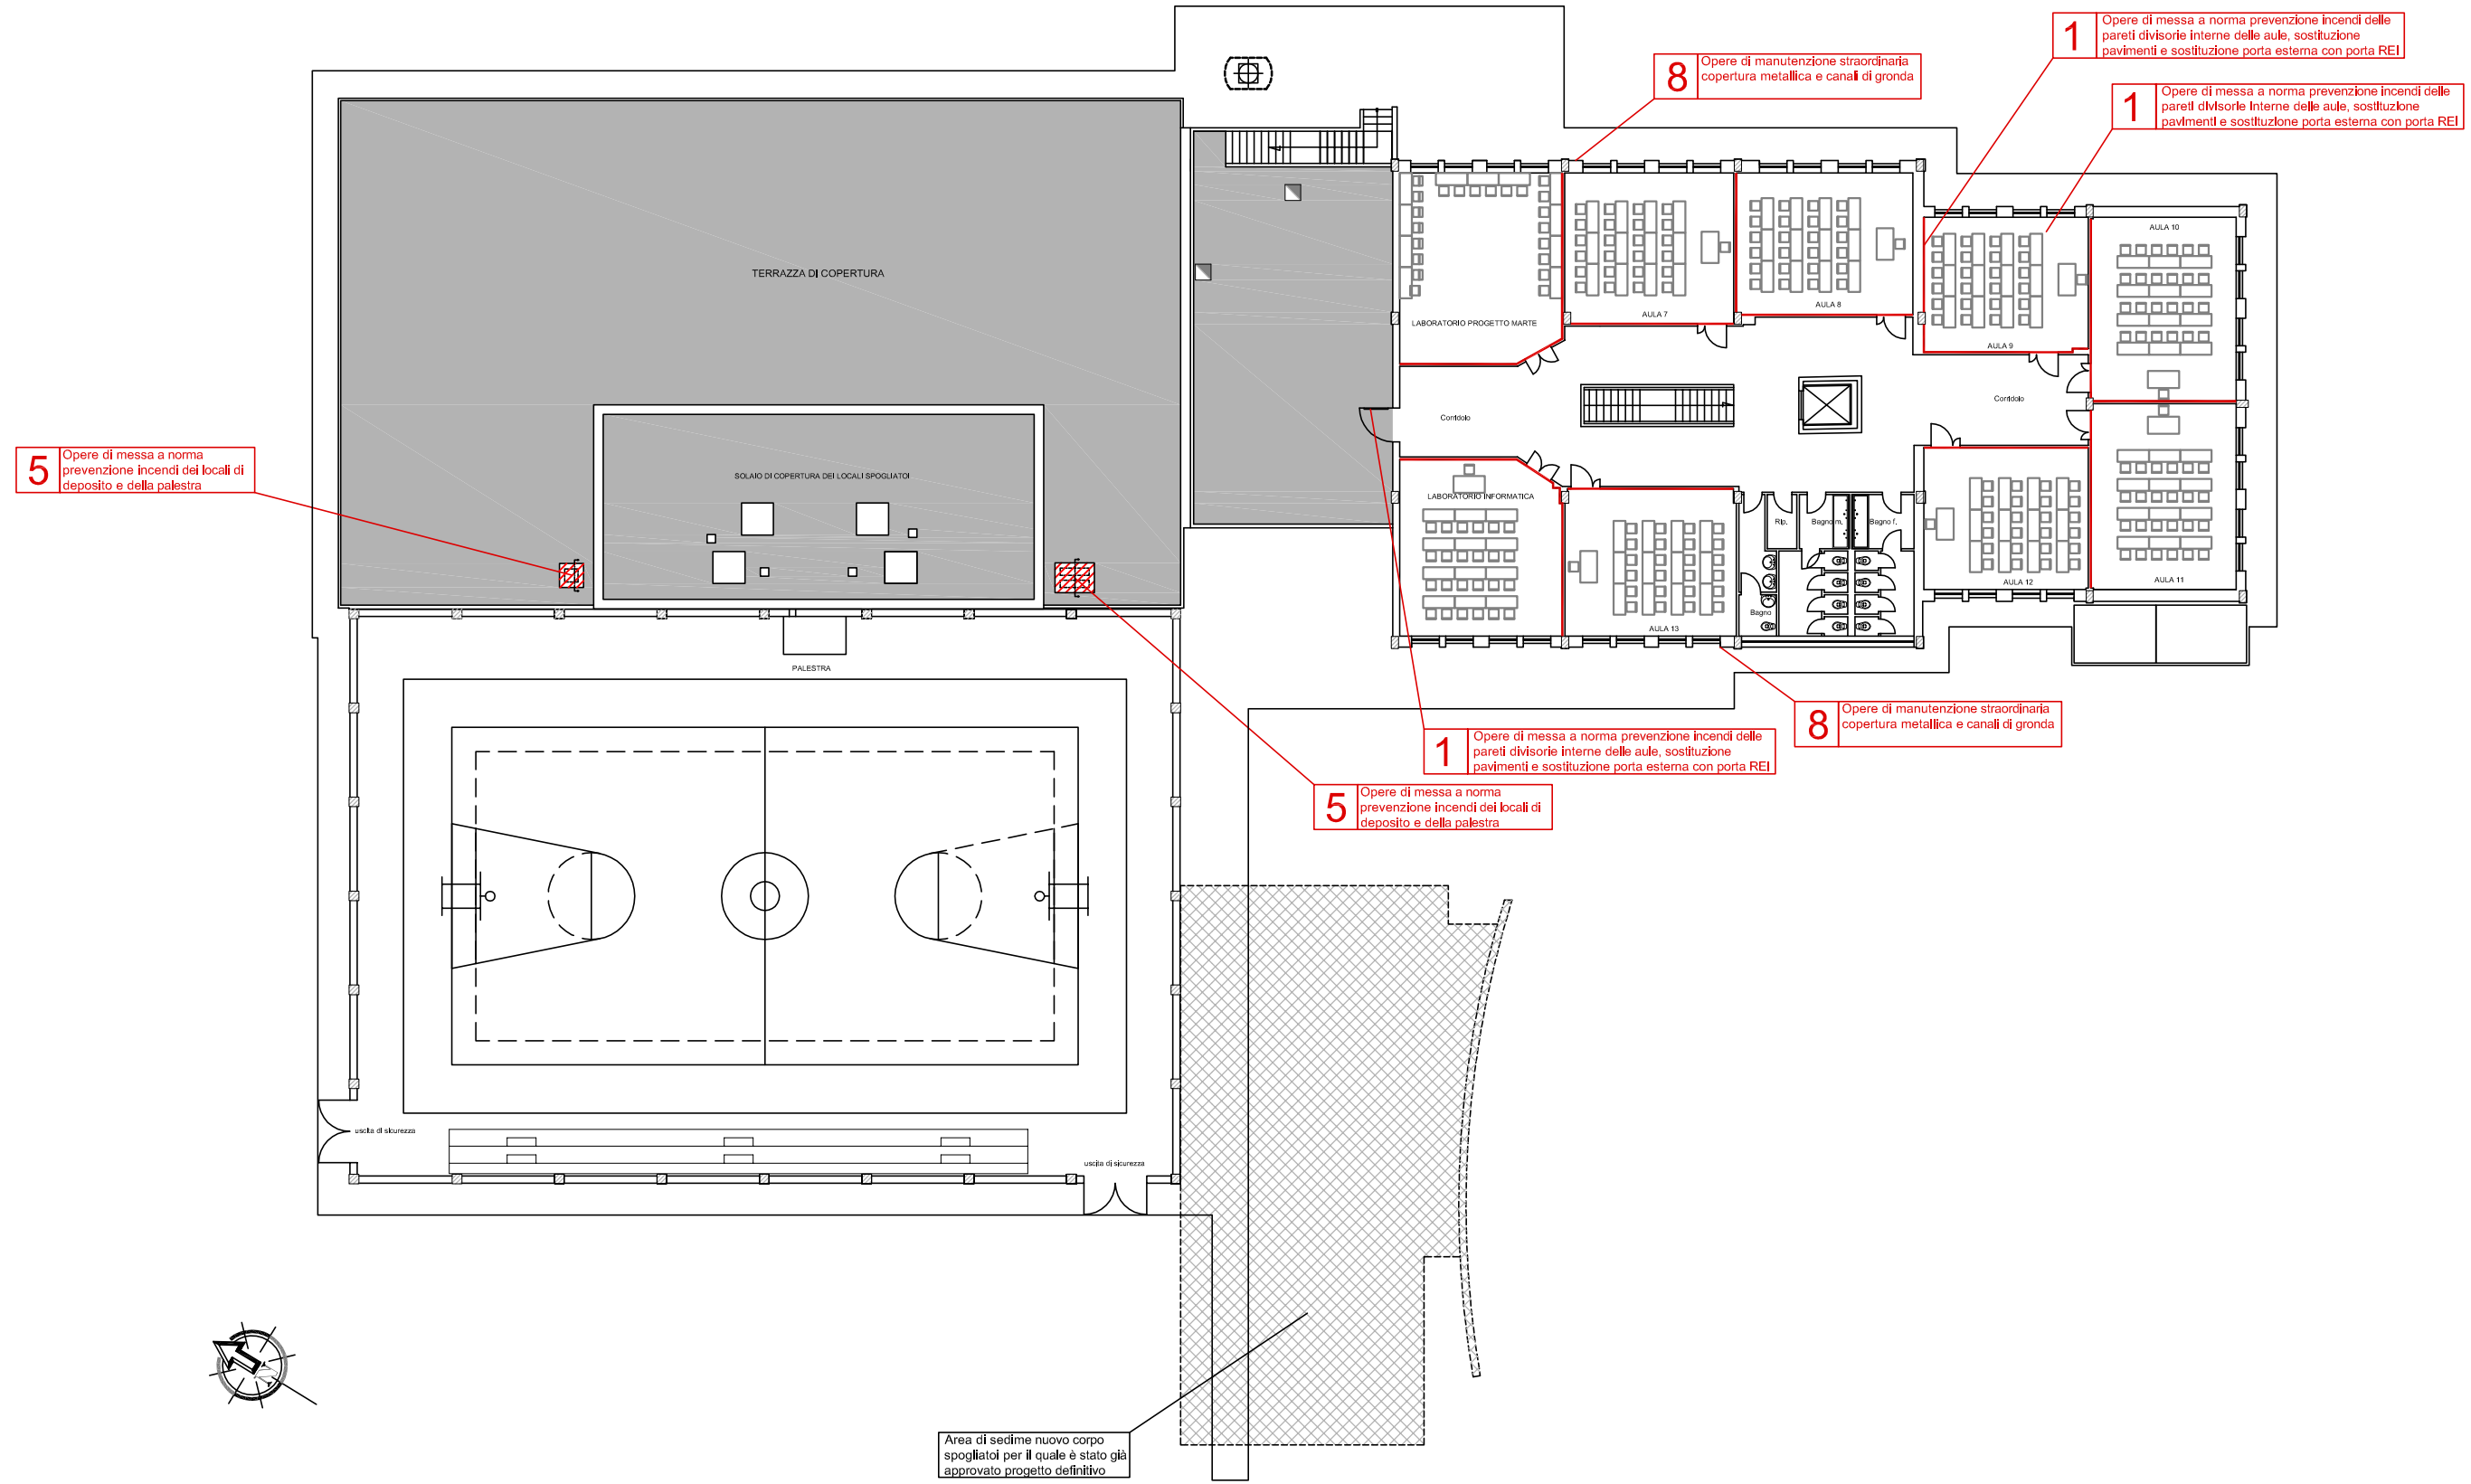 1
Opere di messa a norma prevenzione incendi delle
pareti divisorie interne delle aule, sostituzione
pavimenti e sostituzione porta esterna con porta REI
8
Opere di manutenzione straordinaria
copertura metallica e canali di gronda
1
Opere di messa a norma prevenzione incendi delle
pareti divisorie interne delle aule, sostituzione
pavimenti e sostituzione porta esterna con porta REI
TERRAZZA DI COPERTURA
AULA 10
LABORATORIO PROGETTO MARTE
AULA 7
AULA 8
AULA 9
Corridoio
Corridoio
5
Opere di messa a norma
prevenzione incendi dei locali di
deposito e della palestra
SOLAIO DI COPERTURA DEI LOCALI SPOGLIATOI
LABORATORIO INFORMATICA
Rip.
Bagno m.
Bagno f.
AULA 12
AULA 11
Bagno
AULA 13
PALESTRA
8
Opere di manutenzione straordinaria
copertura metallica e canali di gronda
1
Opere di messa a norma prevenzione incendi delle
pareti divisorie interne delle aule, sostituzione
pavimenti e sostituzione porta esterna con porta REI
5
Opere di messa a norma
prevenzione incendi dei locali di
deposito e della palestra
uscita di sicurezza
uscita di sicurezza
Area di sedime nuovo corpo
spogliatoi per il quale è stato già
approvato progetto definitivo